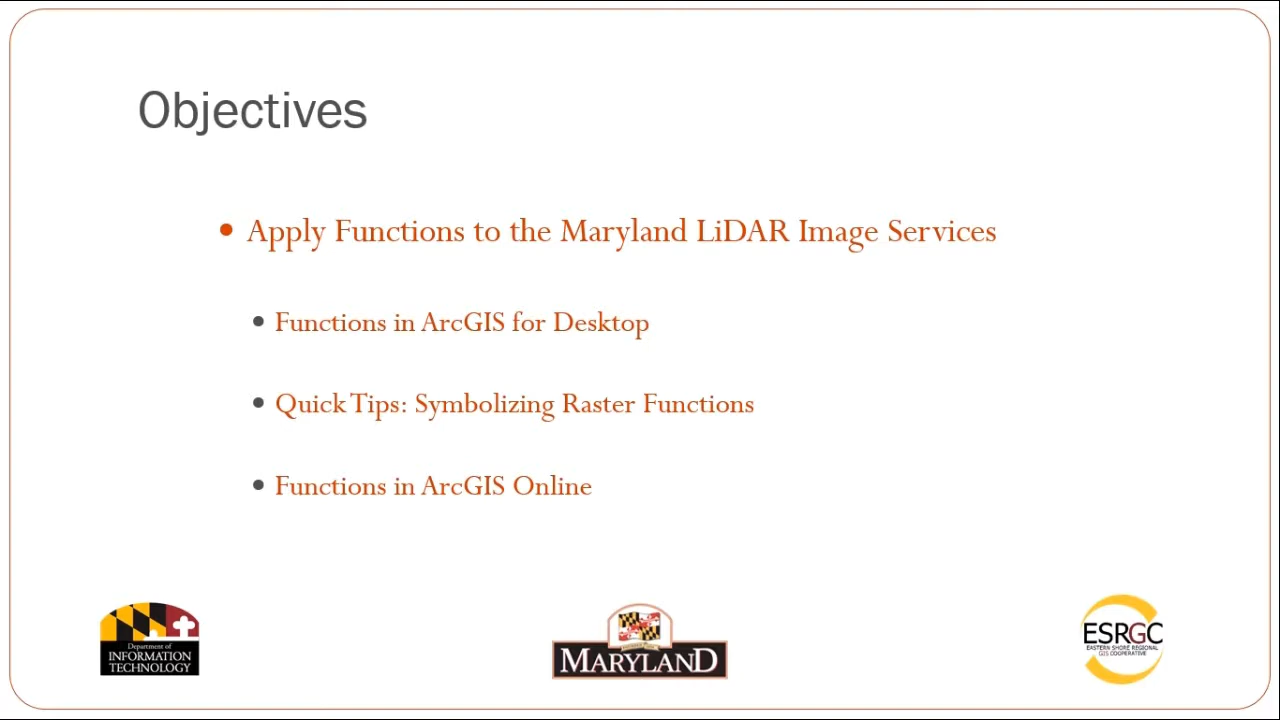 Objectives
• Apply Functions to the Maryland LiDAR Image Services
• Functions in ArcGIS for Desktop
• Quick Tips: Symbolizing Raster Functions
• Functions in ArcGIS Online
Department of
INFORMATION
TECHNOLOGY
MARYLAND
ESRGC
EASTERN SHORE REGIONAL
GIS COOPERATIVE